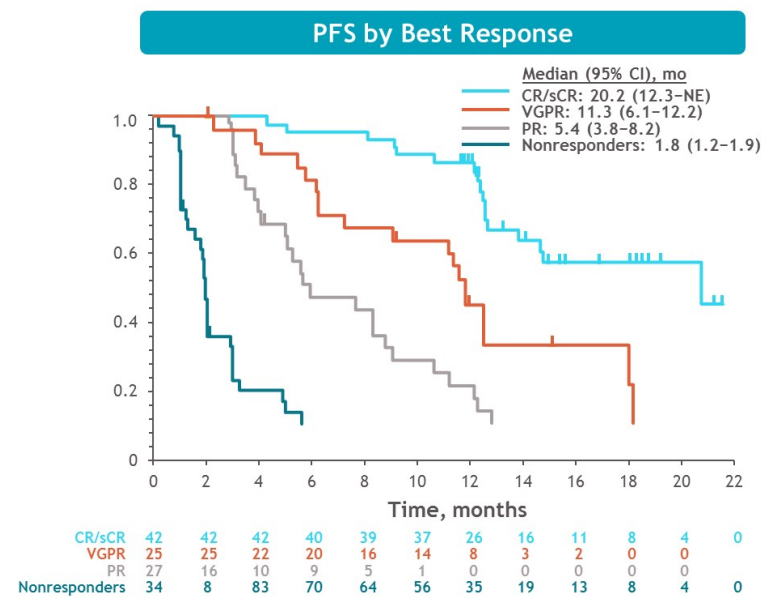 PFS by Best Response
Median (95% CI), mo
CR/sCR: 20.2 (12.3–NE)
VGPR: 11.3 (6.1–12.2)
PR: 5.4 (3.8–8.2)
Nonresponders: 1.8 (1.2–1.9)
1.0
0.8
0.6
0.4
0.2
0
0 2 4 6 8 10 12 14 16 18 20 22
Time, months
CR/sCR 42 42 42 40 39 37 26 16 11 8 4 0
VGPR 25 25 22 20 16 14 8 3 2 0 0
PR 27 16 10 9 5 1 0 0 0 0 0
Nonresponders 34 8 83 70 64 56 35 19 13 8 4 0